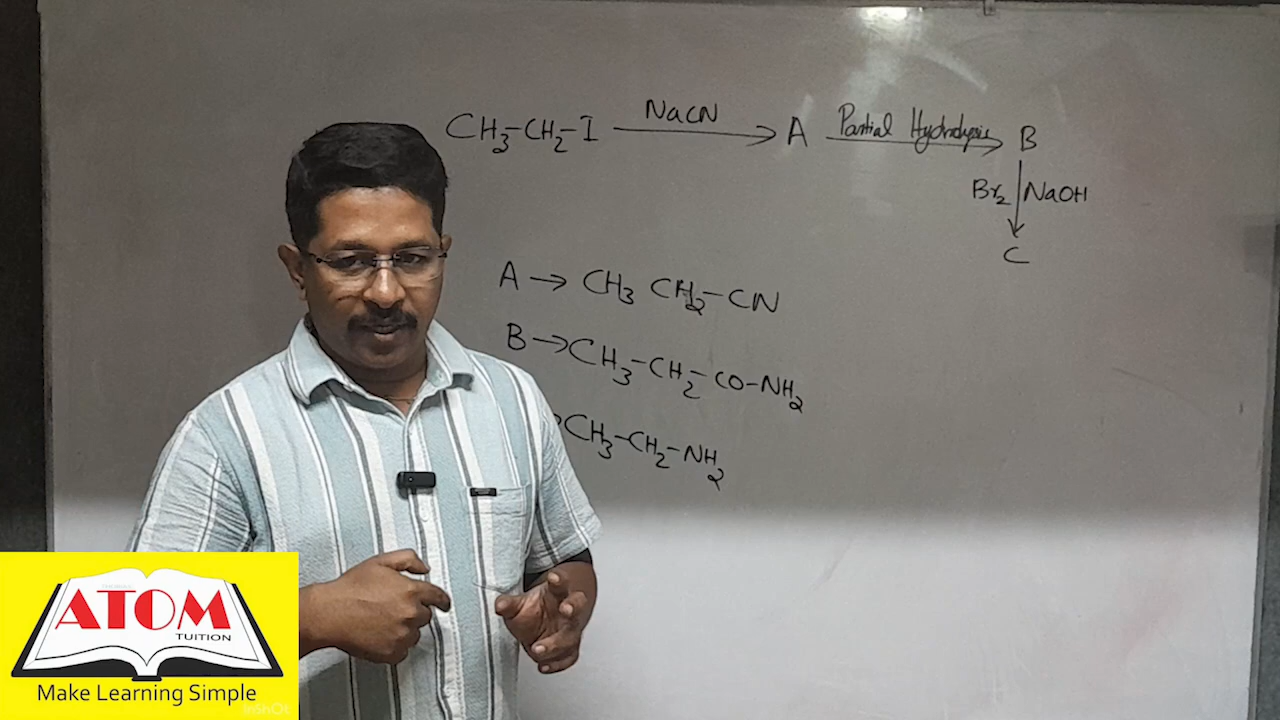 CH3-CH2-I NaCN → A Partial Hydrolysis → B
Br2 NaOH
C
A → CH3 CH2-CN
B → CH3-CH2-CO-NH2
CH3-CH2-NH2
ATOM
TUITION
Make Learning Simple
InShOt